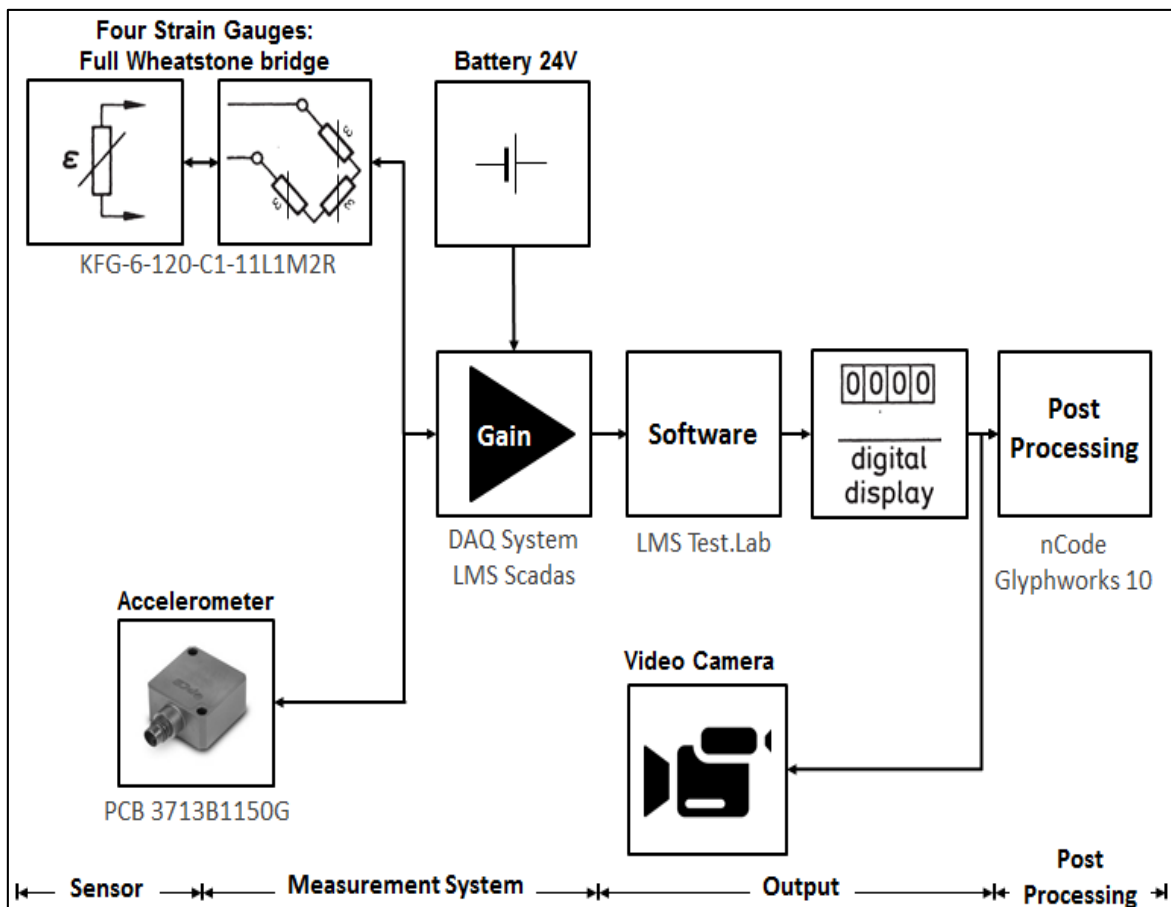 Four Strain Gauges:
Full Wheatstone bridge
Battery 24V
ε
ε
ε
ε
KFG-6-120-C1-11L1M2R
Gain
Software
0000
digital
display
Post
Processing
DAQ System
LMS Scadas
LMS Test.Lab
nCode
Glyphworks 10
Accelerometer
PCB 3713B1150G
Video Camera
Sensor
Measurement System
Output
Post
Processing